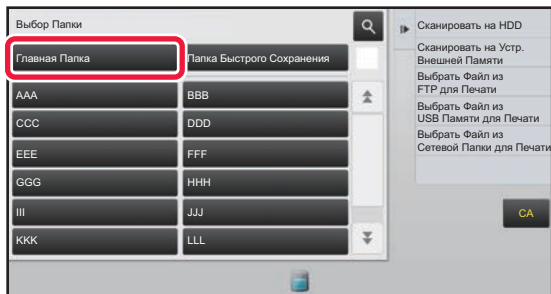 Выбор Папки
Главная Папка
Папка Быстрого Сохранения
AAA
BBB
CCC
DDD
EEE
FFF
GGG
HHH
III
JJJ
KKK
LLL
Сканировать на HDD
Сканировать на Устр.
Внешней Памяти
Выбрать Файл из
FTP для Печати
Выбрать Файл из
USB Памяти для Печати
Выбрать Файл из
Сетевой Папки для Печати
CA